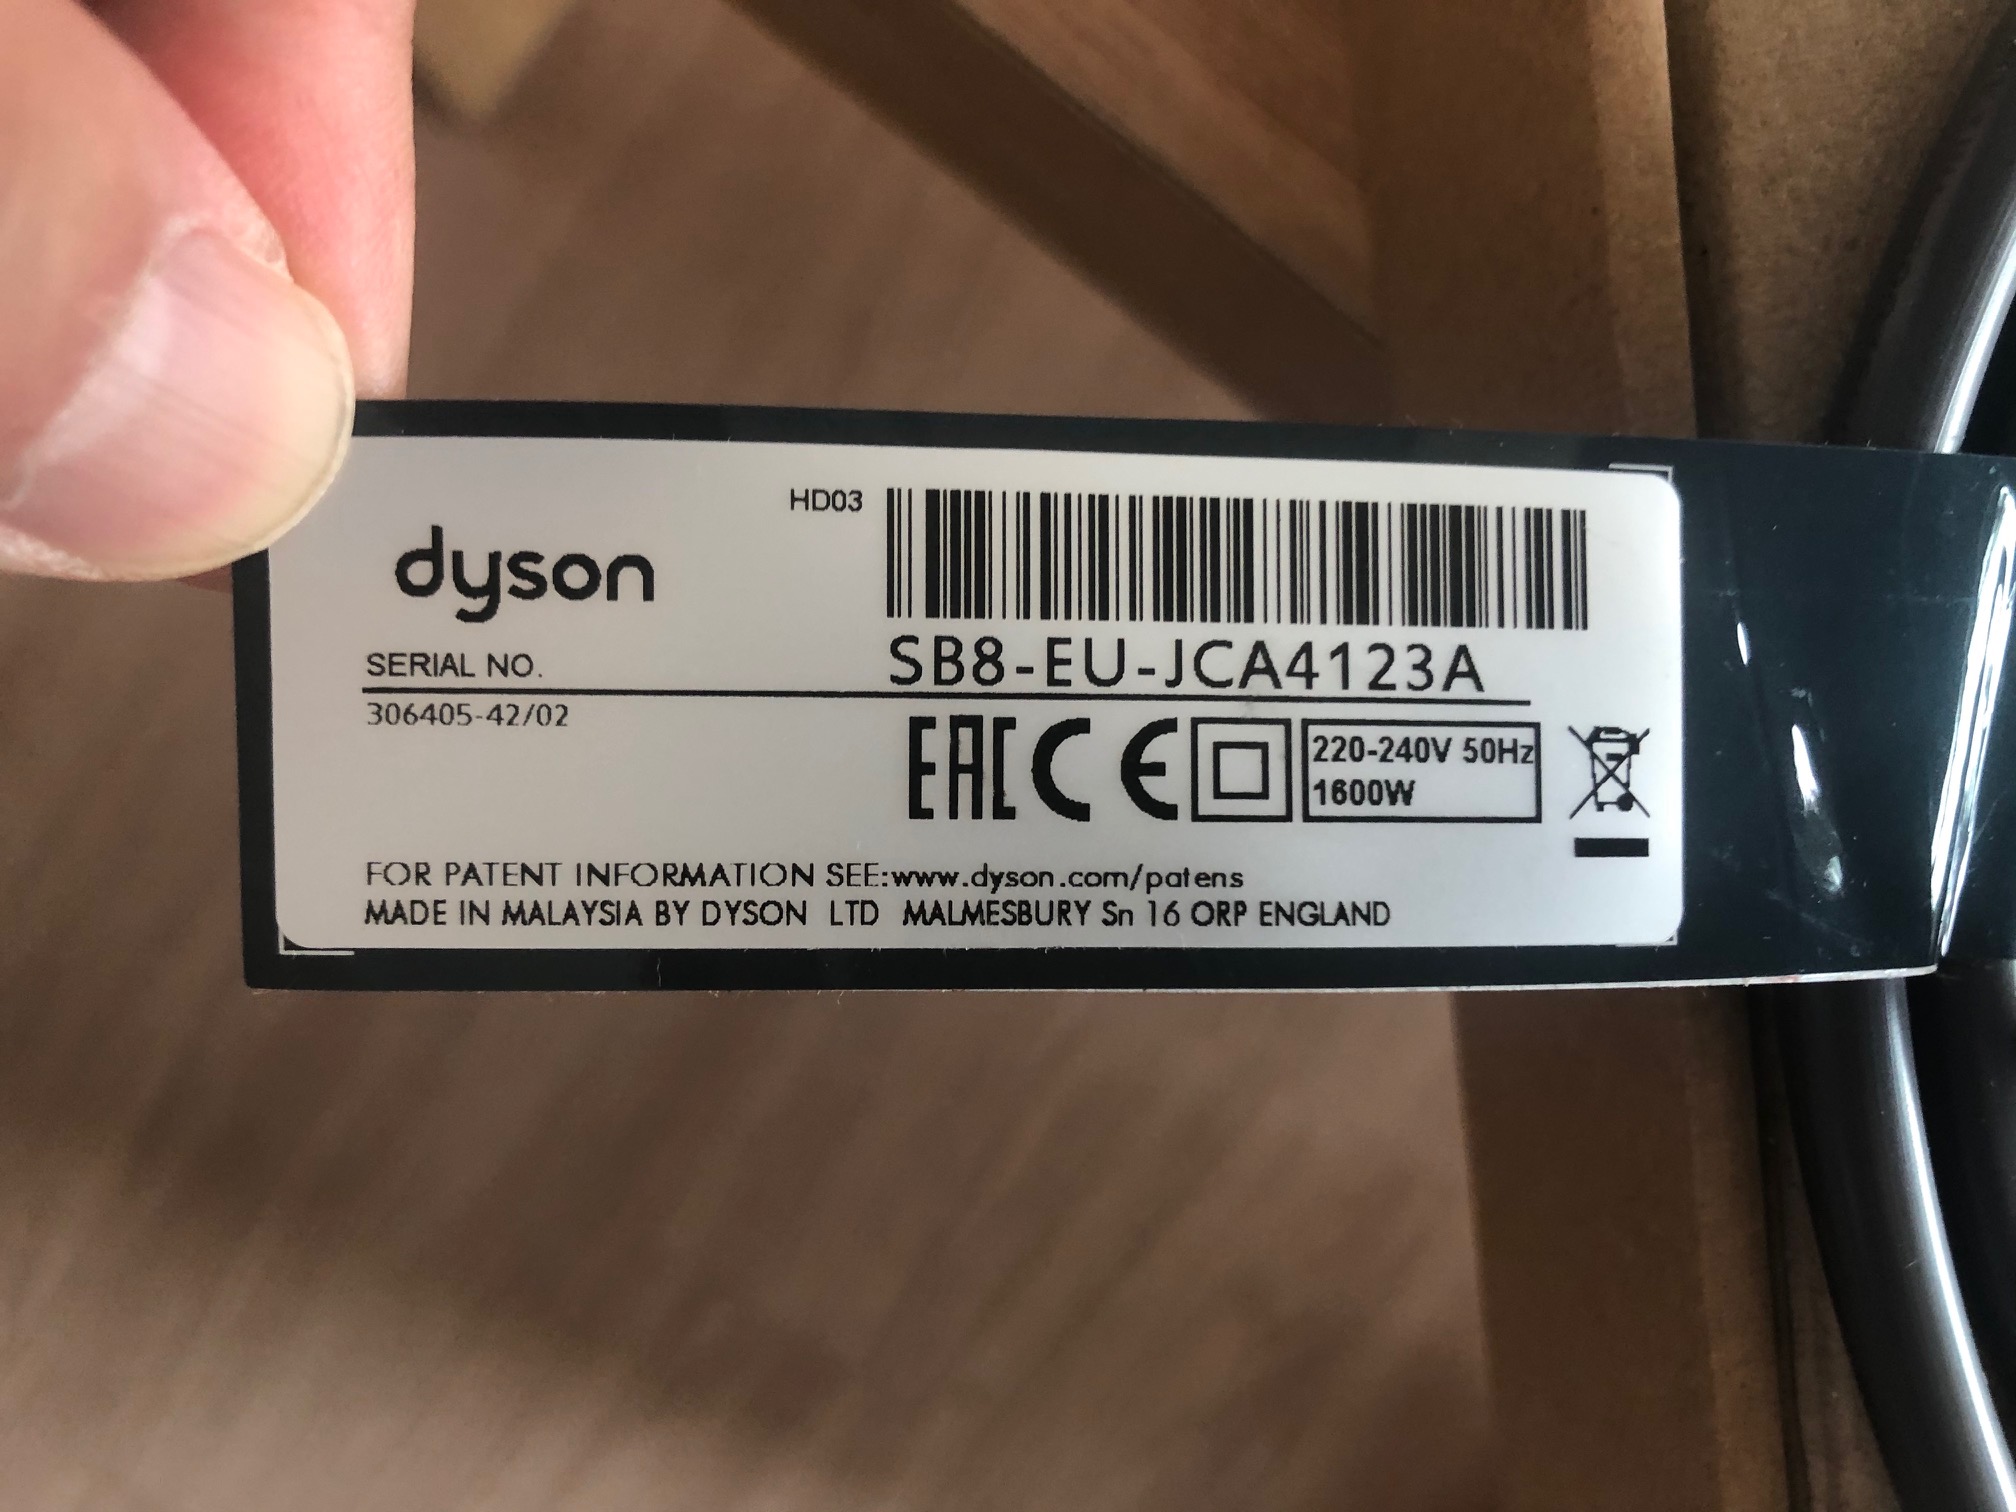 HD03
dyson
SERIAL NO. SB8-EU-JCA4123A
306405-42/02
EAC CE 220-240V 50Hz
1600W
FOR PATENT INFORMATION SEE:www.dyson.com/patens
MADE IN MALAYSIA BY DYSON LTD MALMESBURY Sn 16 ORP ENGLAND